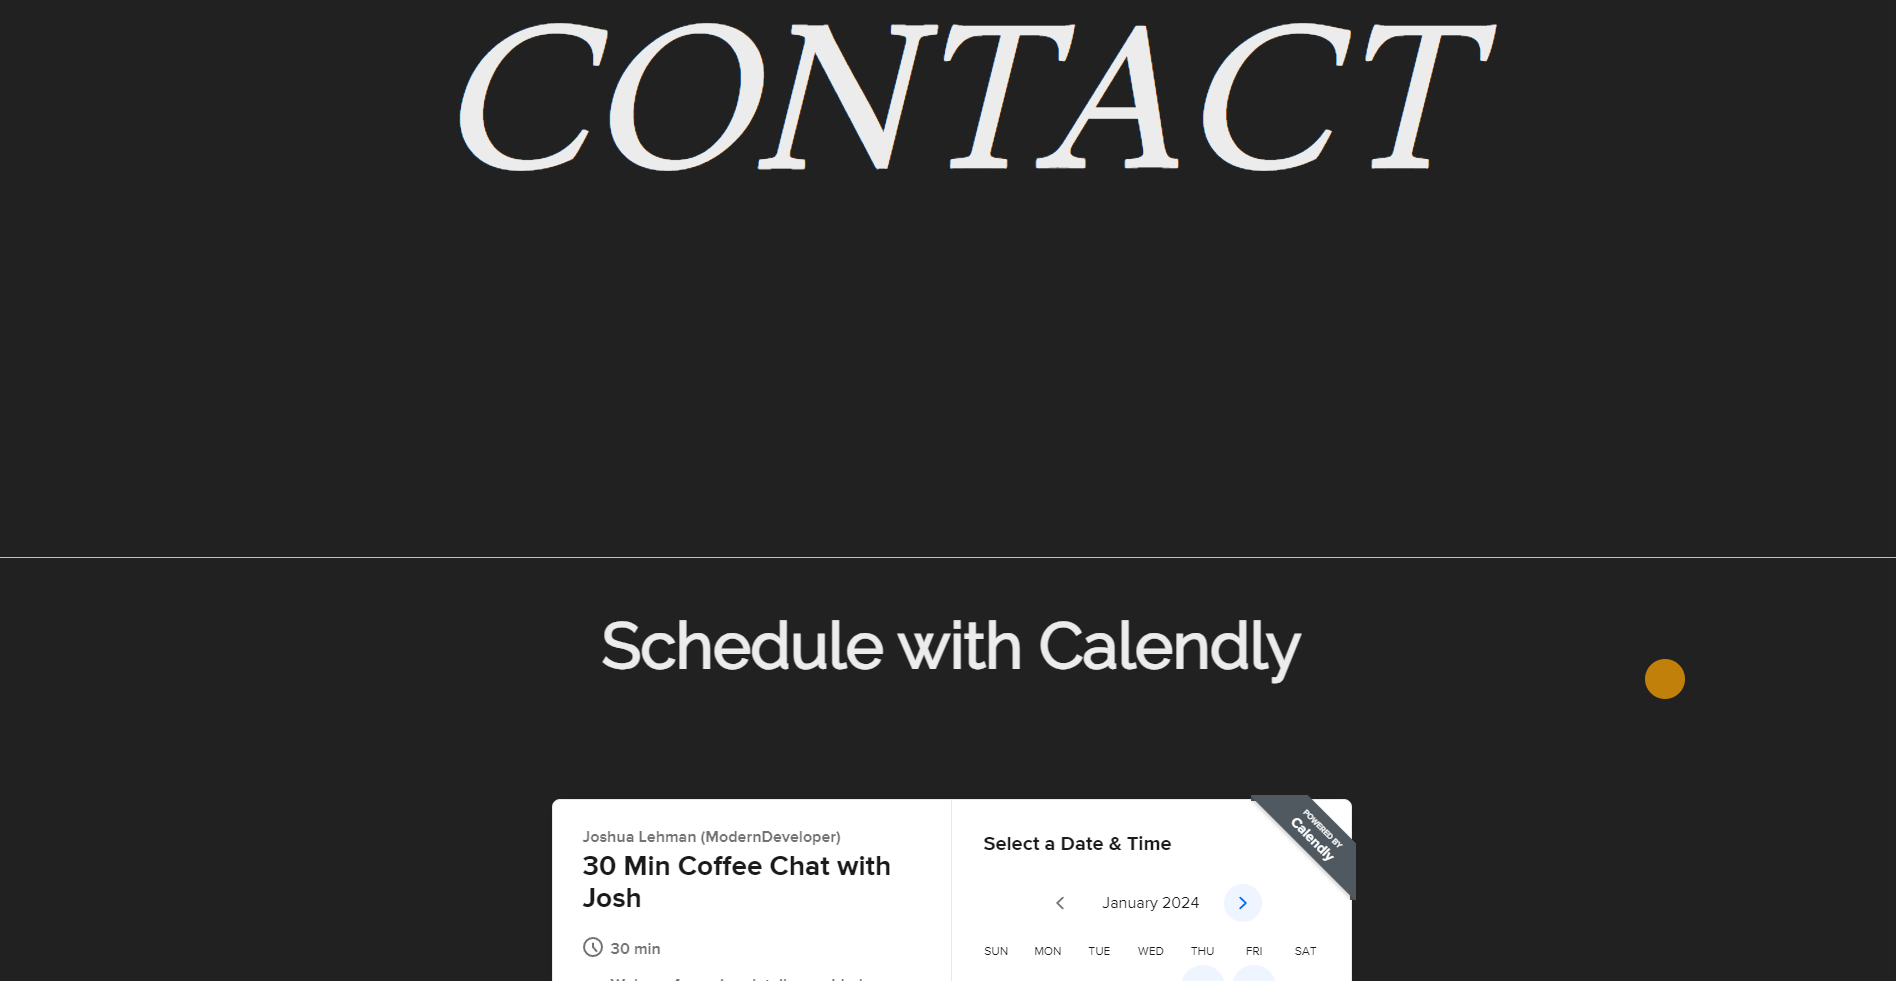 CONTACT
Schedule with Calendly
Joshua Lehman (ModernDeveloper)
30 Min Coffee Chat with
Josh
30 min
Select a Date & Time
POWERED BY
Calendly
January 2024
SUN MON TUE WED THU FRI SAT